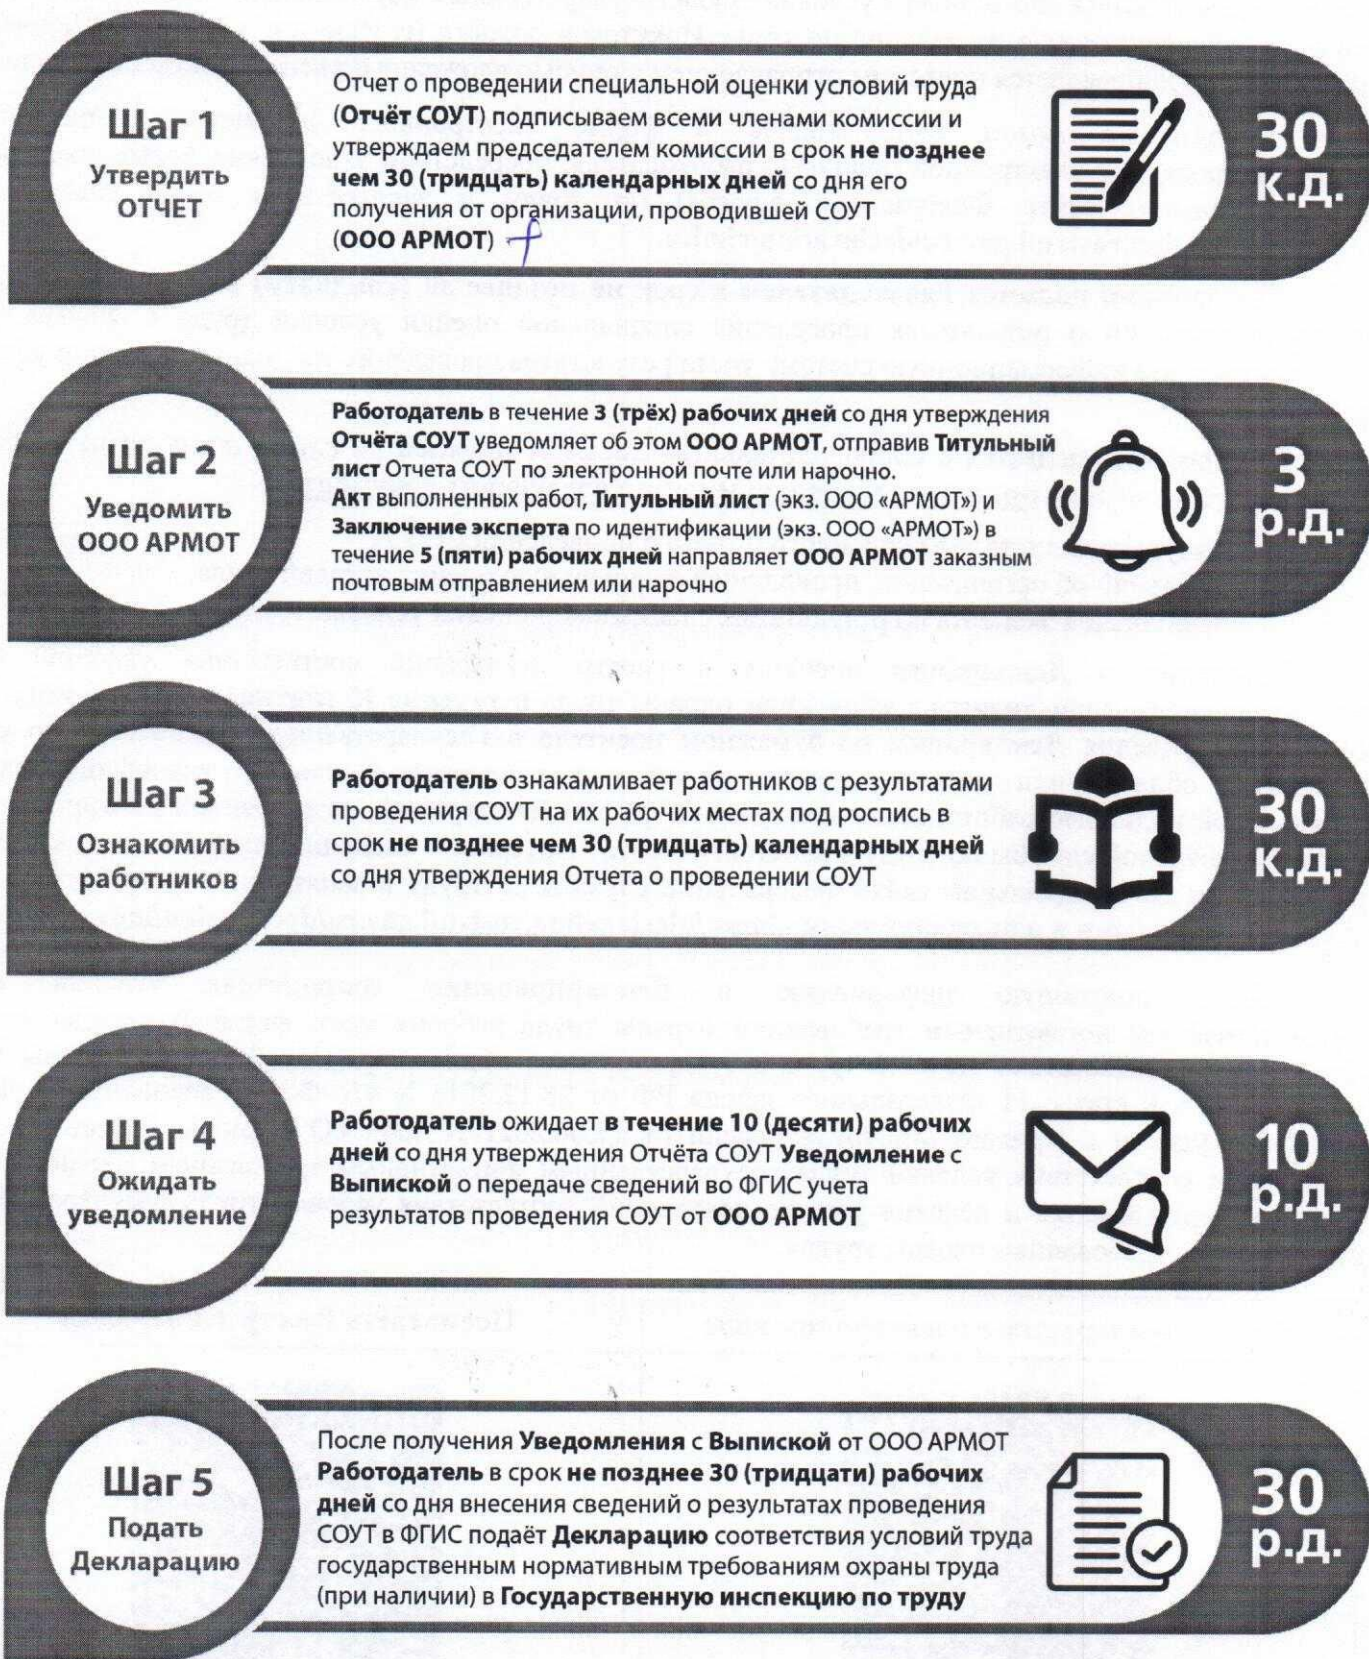 Шаг 1
Утвердить
ОТЧЕТ
Отчет о проведении специальной оценки условий труда
(Отчёт СОУТ) подписываем всеми членами комиссии и
утверждаем председателем комиссии в срок не позднее
чем 30 (тридцать) календарных дней со дня его
получения от организации, проводившей СОУТ
(ООО АРМОТ)
30
к.д.
Шаг 2
Уведомить
ООО АРМОТ
Работодатель в течение 3 (трёх) рабочих дней со дня утверждения
Отчёта СОУТ уведомляет об этом ООО АРМОТ, отправив Титульный
лист Отчета СОУТ по электронной почте или нарочно.
Акт выполненных работ, Титульный лист (экз. ООО «АРМОТ») и
Заключение эксперта по идентификации (экз. ООО «АРМОТ») в
течение 5 (пяти) рабочих дней направляет ООО АРМОТ заказным
почтовым отправлением или нарочно
3
р.д.
Шаг 3
Ознакомить
работников
Работодатель ознакамливает работников с результатами
проведения СОУТ на их рабочих местах под роспись в
срок не позднее чем 30 (тридцать) календарных дней
со дня утверждения Отчета о проведении СОУТ
30
к.д.
Шаг 4
Ожидать
уведомление
Работодатель ожидает в течение 10 (десяти) рабочих
дней со дня утверждения Отчёта СОУТ Уведомление с
Выпиской о передаче сведений во ФГИС учета
результатов проведения СОУТ от ООО АРМОТ
10
р.д.
Шаг 5
Подать
Декларацию
После получения Уведомления с Выпиской от ООО АРМОТ
Работодатель в срок не позднее 30 (тридцати) рабочих
дней со дня внесения сведений о результатах проведения
СОУТ в ФГИС подаёт Декларацию соответствия условий труда
государственным нормативным требованиям охраны труда
(при наличии) в Государственную инспекцию по труду
30
р.д.